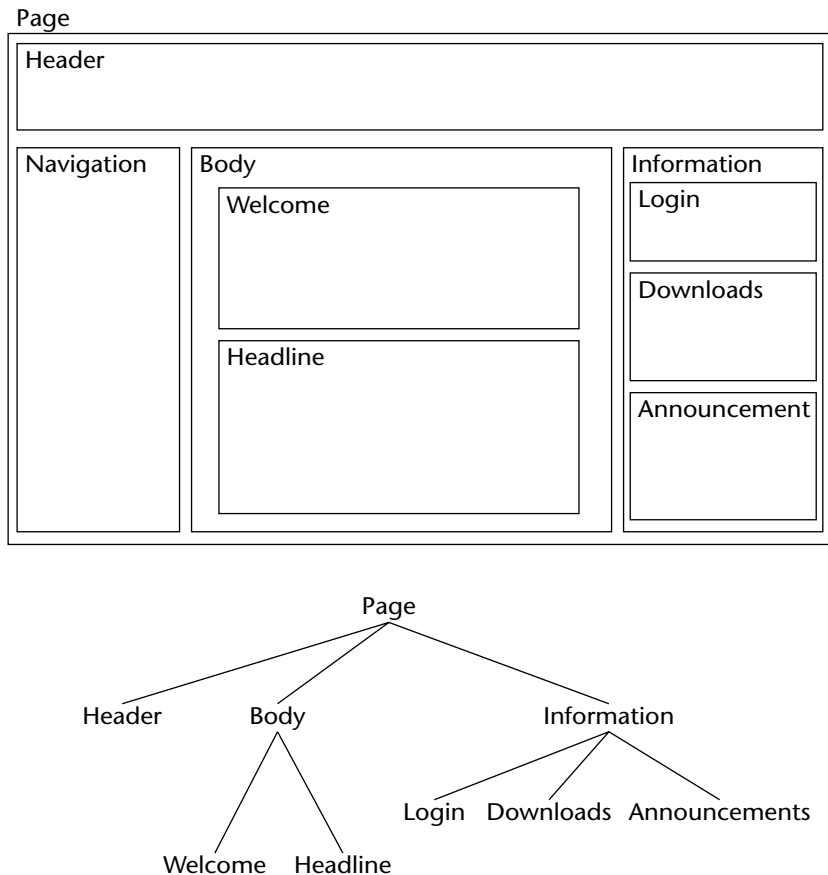 Page
Header
Navigation
Body
Welcome
Headline
Information
Login
Downloads
Announcement
Page
Header Body Information
Login Downloads Announcements
Welcome Headline